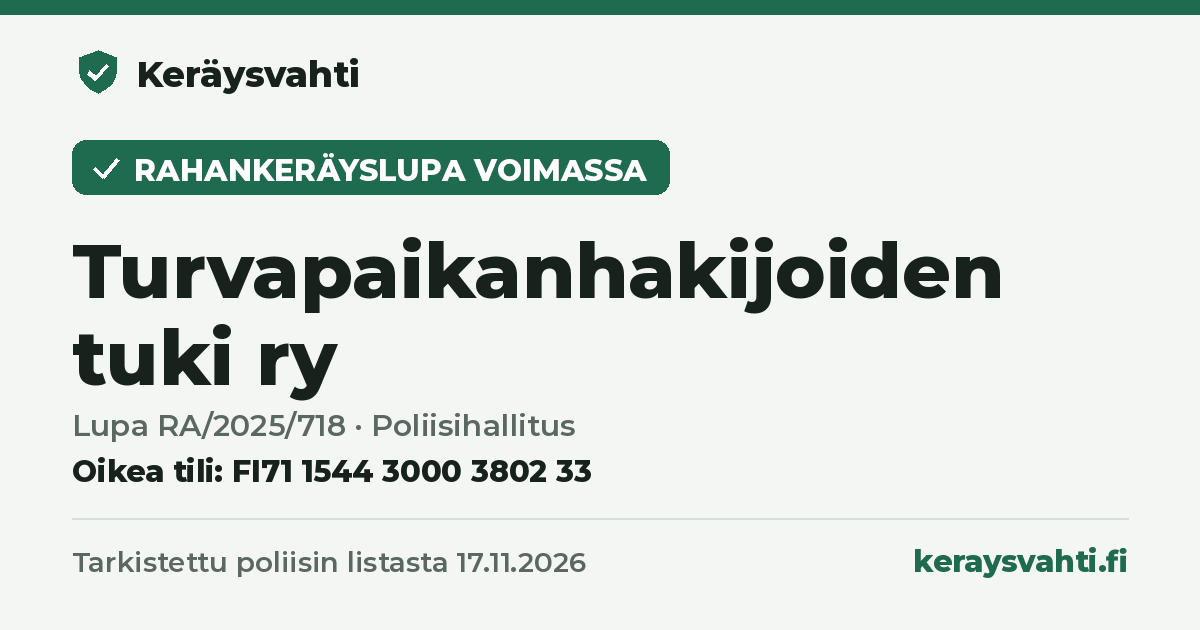 Keräysvahti
RAHANKERÄYSLUPA VOIMASSA
Turvapaikanhakijoiden
tuki ry
Lupa RA/2025/718 · Poliisihallitus
Oikea tili: FI71 1544 3000 3802 33
Tarkistettu poliisin listasta 17.11.2026
keraysvahti.fi